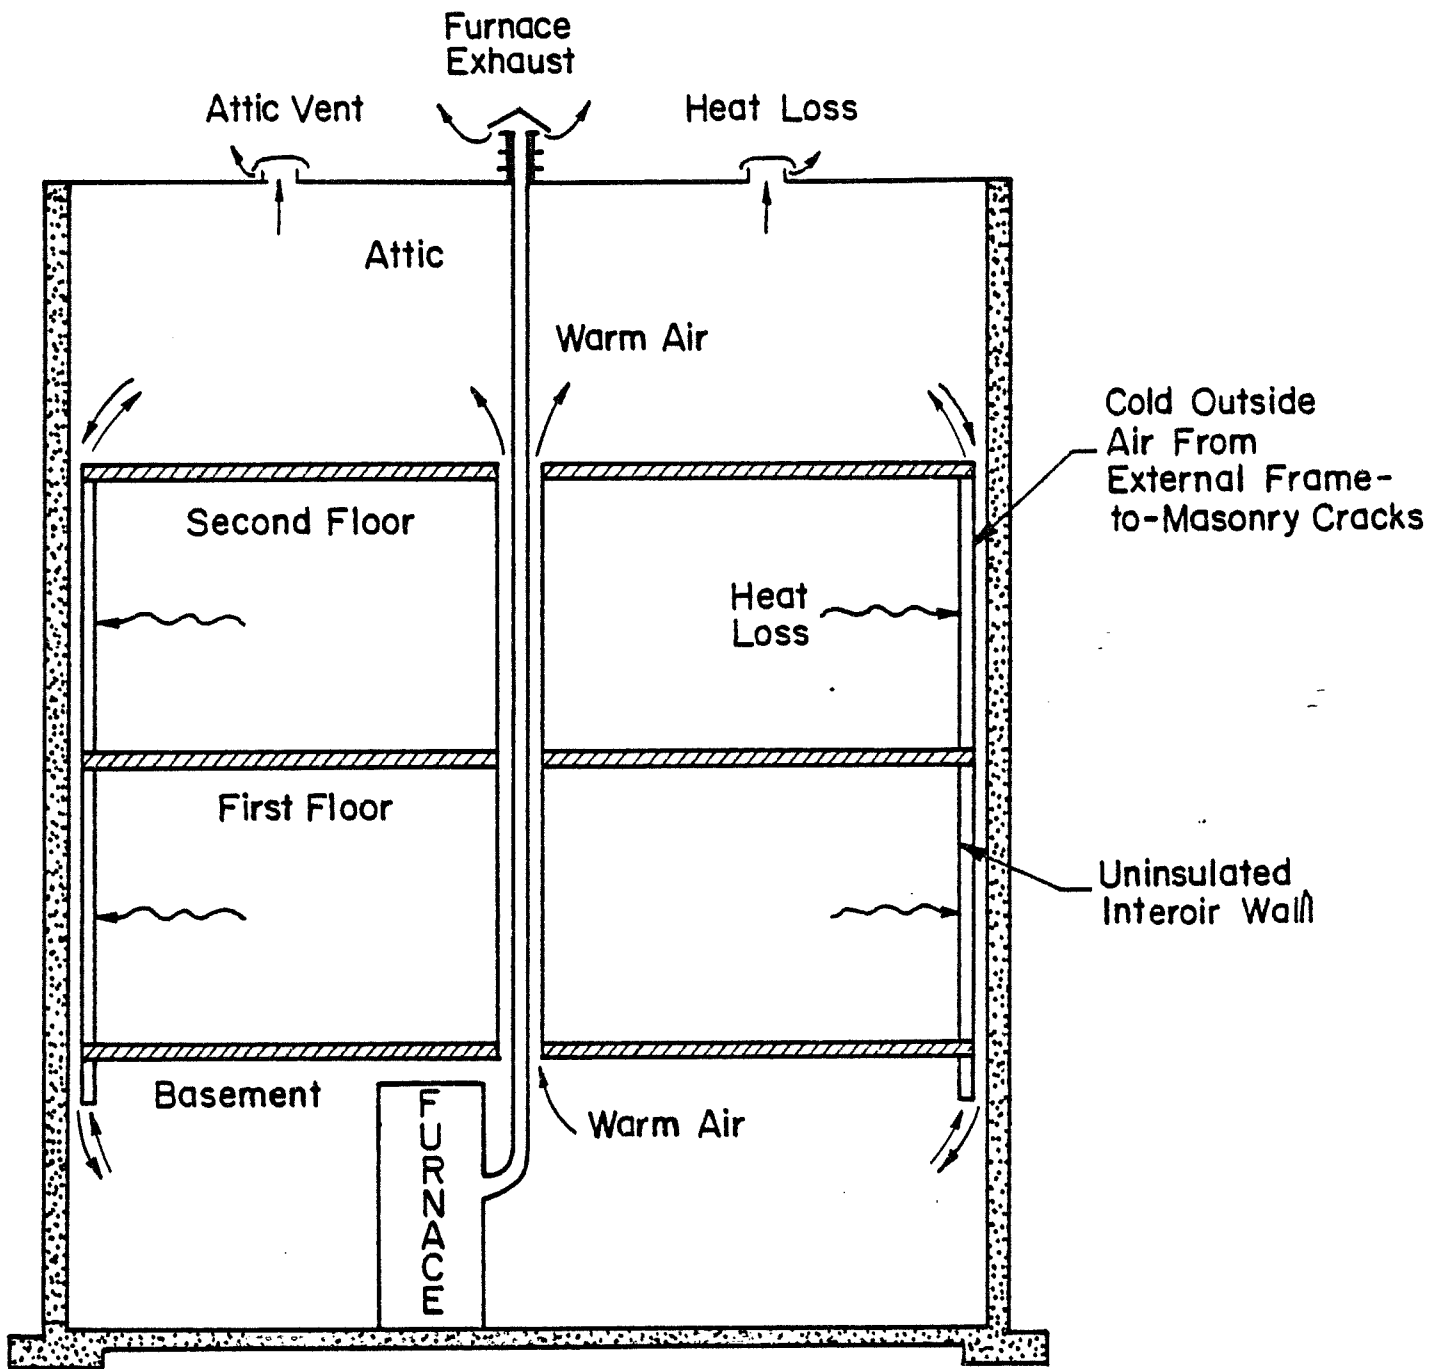 Furnace
Exhaust
Attic Vent
Heat Loss
Attic
Warm Air
Cold Outside
Air From
External Frame-
to-Masonry Cracks
Second Floor
Heat
Loss
First Floor
Uninsulated
Interoir Wall
Basement
Warm Air
FURNACE